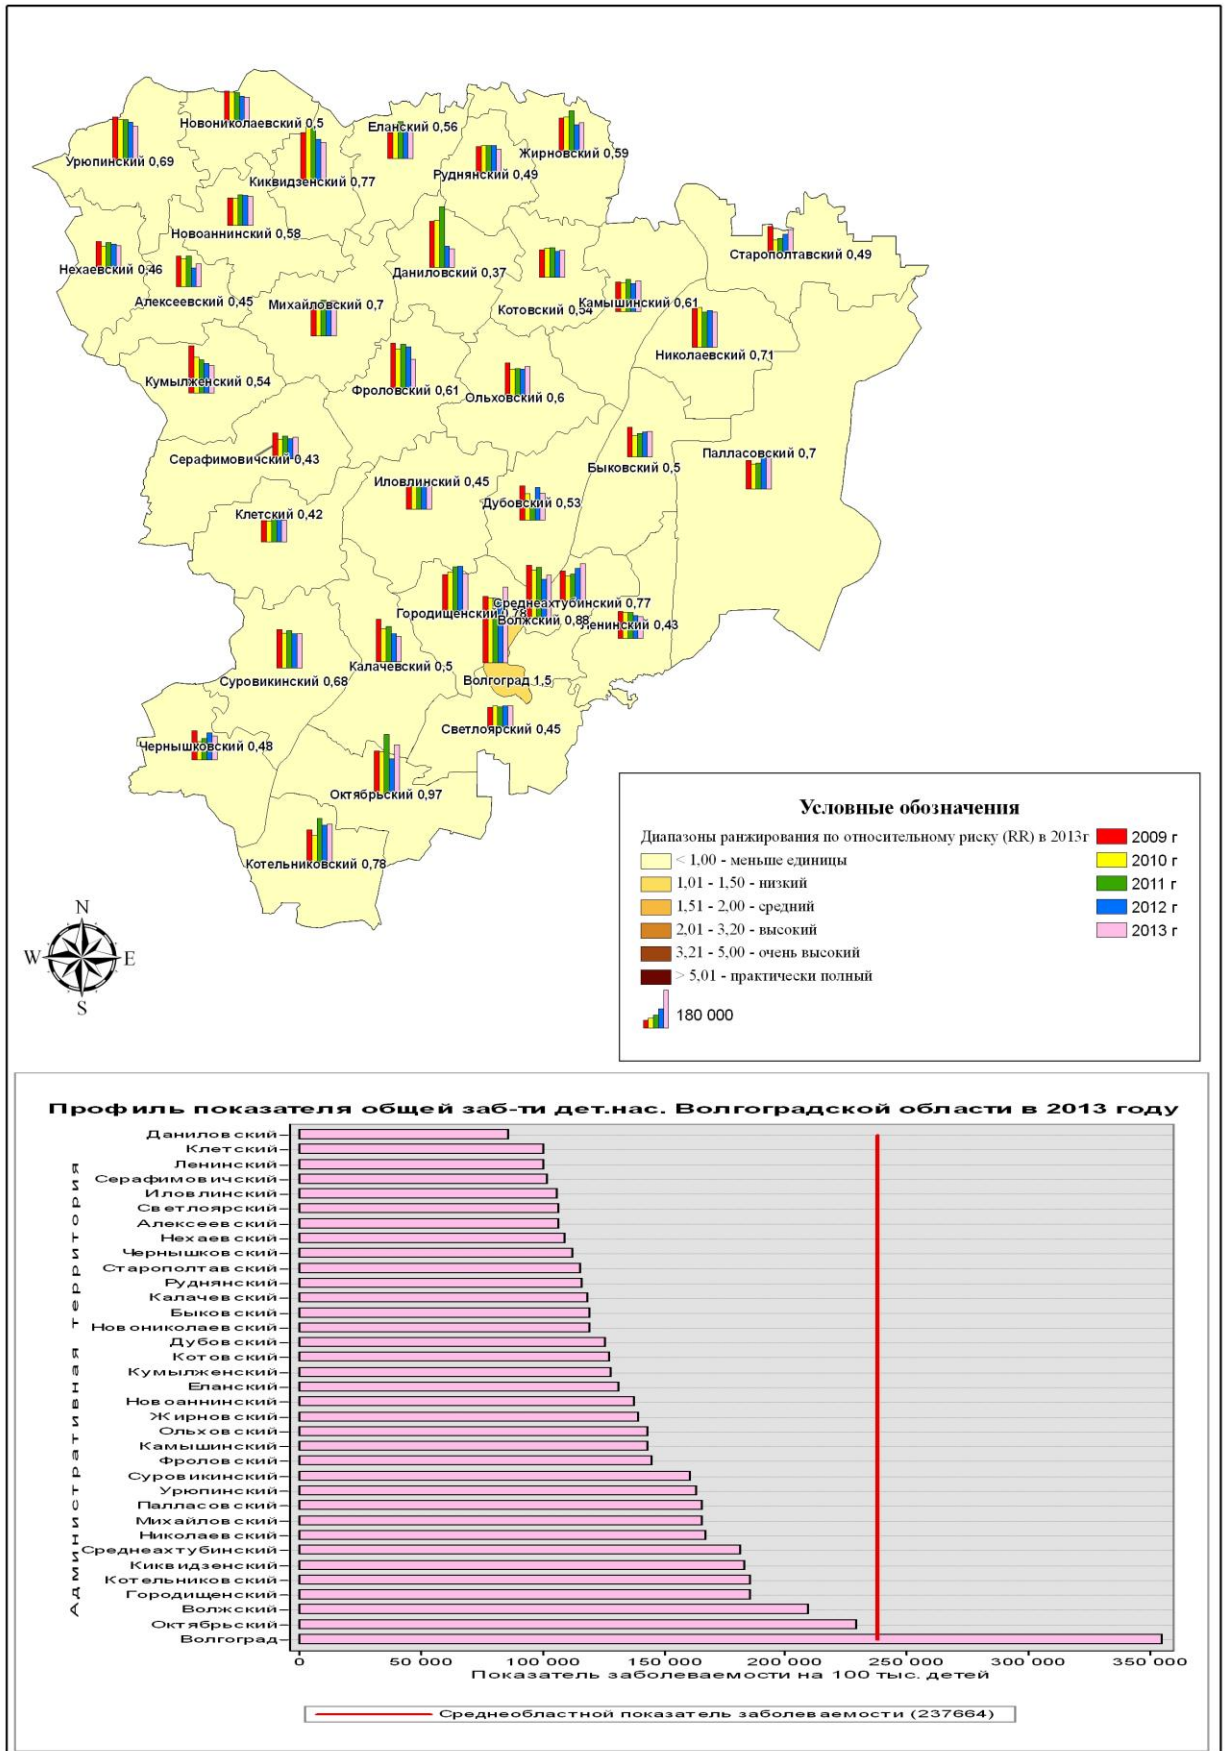 Новониколаевский 0,5
Еланский 0,56
Урюпинский 0,69
Киквидзенский 0,77
Руднянский 0,49
Жирновский 0,59
Новоаннинский 0,58
Нехаевский 0,46
Алексеевский 0,45
Даниловский 0,37
Старополтавский 0,49
Михайловский 0,7
Котовский 0,54
Камышинский 0,61
Николаевский 0,71
Кумылженский 0,54
Фроловский 0,61
Ольховский 0,6
Серафимовичский 0,43
Быковский 0,5
Палласовский 0,7
Иловлинский 0,45
Дубовский 0,53
Клетский 0,42
Городищенский 0,78
Среднеахтубинский 0,77
Волжский 0,88
Ленинский 0,43
Калачевский 0,5
Суровикинский 0,68
Волгоград 1,5
Светлоярский 0,45
Чернышковский 0,48
Октябрьский 0,97
Котельниковский 0,78
N
W E
S
Условные обозначения
Диапазоны ранжирования по относительному риску (RR) в 2013г
< 1,00 - меньше единицы
1,01 - 1,50 - низкий
1,51 - 2,00 - средний
2,01 - 3,20 - высокий
3,21 - 5,00 - очень высокий
> 5,01 - практически полный
180 000
2009 г
2010 г
2011 г
2012 г
2013 г
Профиль показателя общей заб-ти дет.нас. Волгоградской области в 2013 году
Административная территория
Даниловский
Клетский
Ленинский
Серафимовичский
Иловлинский
Светлоярский
Алексеевский
Нехаевский
Чернышковский
Старополтавский
Руднянский
Калачевский
Быковский
Новониколаевский
Дубовский
Котовский
Кумылженский
Еланский
Новоаннинский
Жирновский
Ольховский
Камышинский
Фроловский
Суровикинский
Урюпинский
Палласовский
Михайловский
Николаевский
Среднеахтубинский
Киквидзенский
Котельниковский
Городищенский
Волжский
Октябрьский
Волгоград
0 50 000 100 000 150 000 200 000 250 000 300 000 350 000
Показатель заболеваемости на 100 тыс. детей
Среднеобластной показатель заболеваемости (237664)